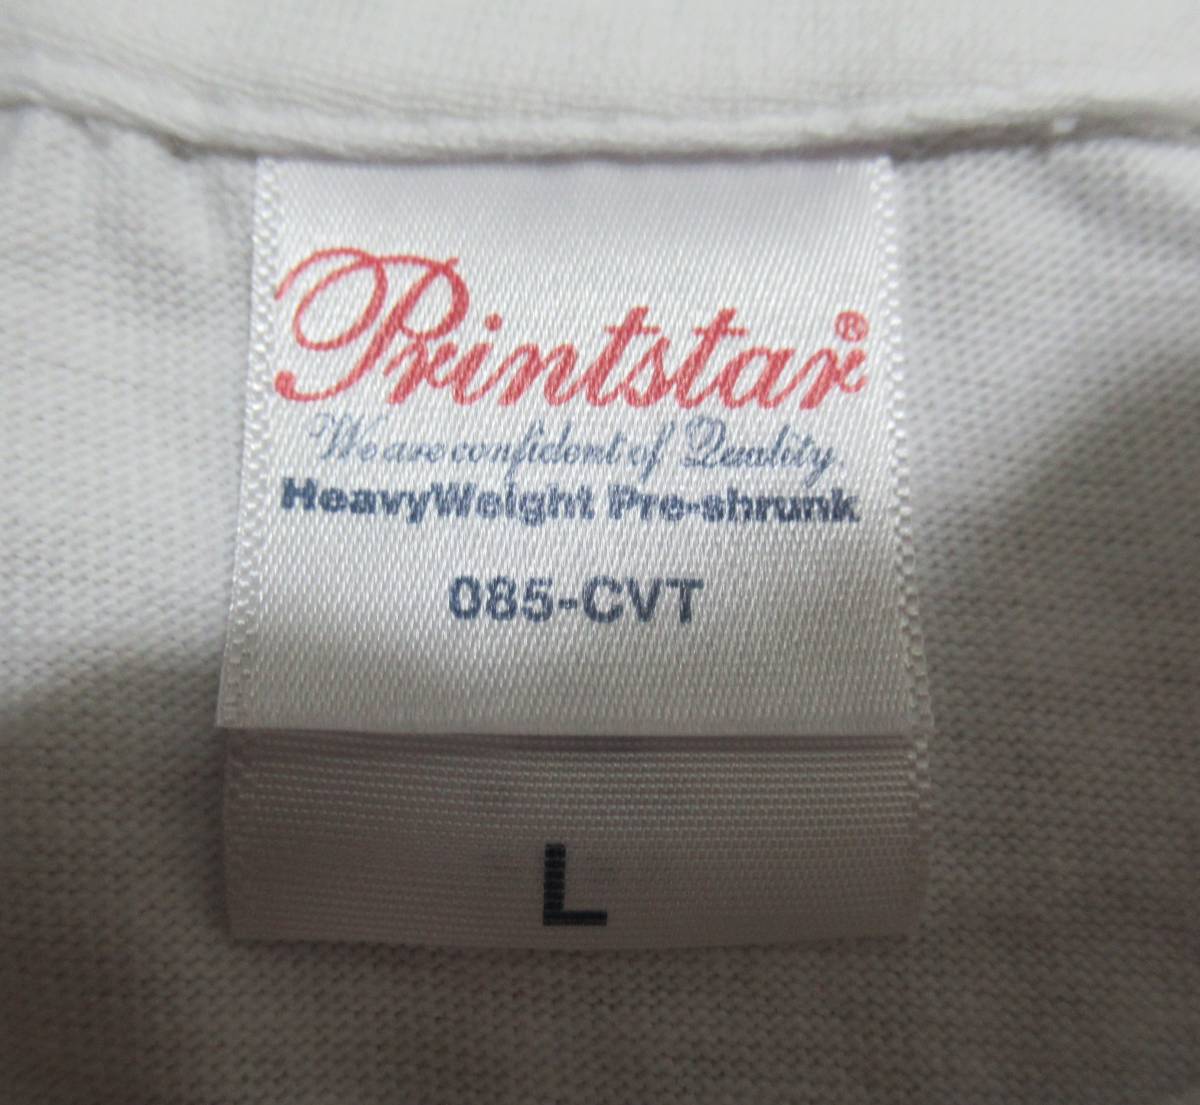 Printstar®
We are confident of Quality
HeavyWeight Pre-shrunk
085-CVT
L